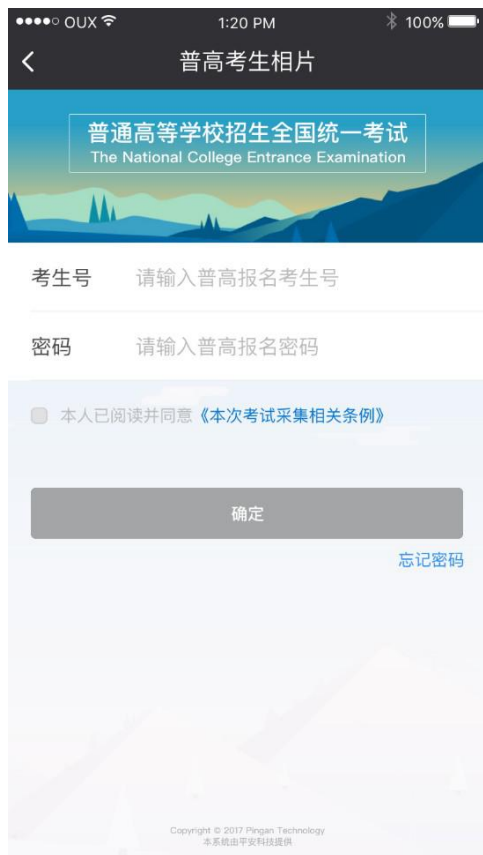 OUX 1:20 PM 100%
普高考生相片
普通高等学校招生全国统一考试
The National College Entrance Examination
考生号 请输入普高报名考生号
密码 请输入普高报名密码
本人已阅读并同意《本次考试采集相关条例》
确定
忘记密码
Copyright © 2017 Pingan Technology
本系统由平安科技提供